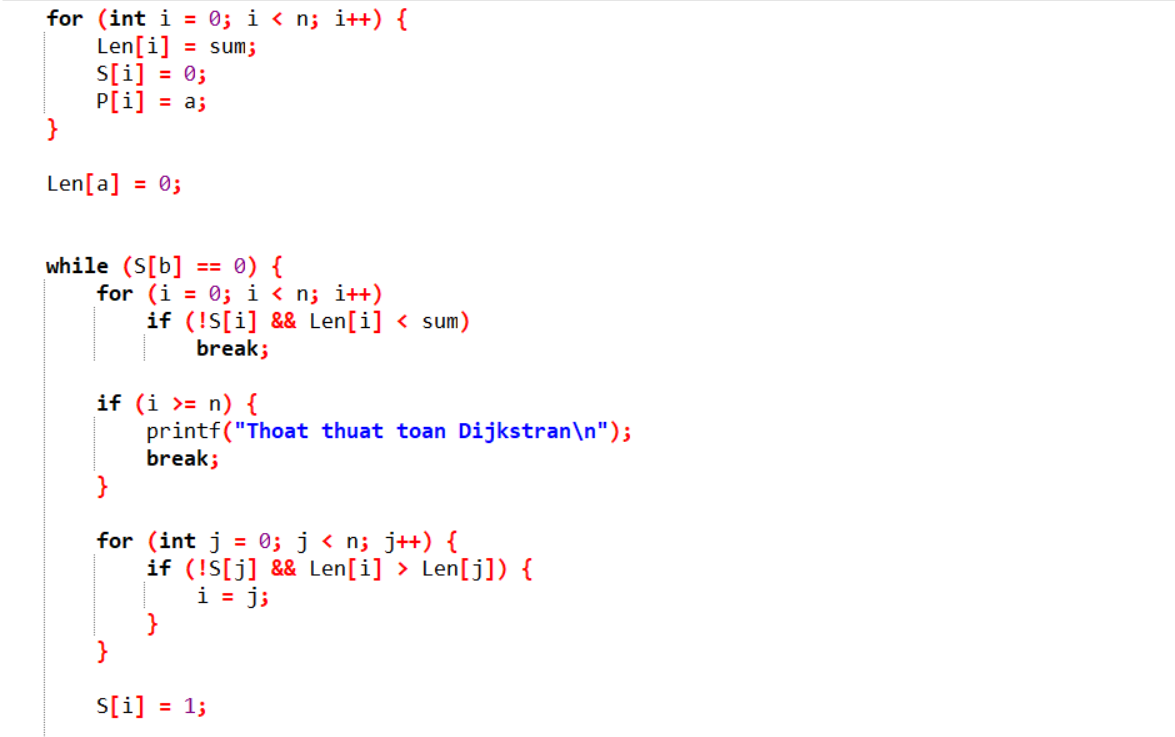 for (int i = 0; i < n; i++) {
    Len[i] = sum;
    S[i] = 0;
    P[i] = a;
}
Len[a] = 0;
while (S[b] == 0) {
    for (i = 0; i < n; i++)
        if (!S[i] && Len[i] < sum)
            break;
    if (i >= n) {
        printf("Thoat thuat toan Dijkstran\n");
        break;
    }
    for (int j = 0; j < n; j++) {
        if (!S[j] && Len[i] > Len[j]) {
            i = j;
        }
    }
    S[i] = 1;